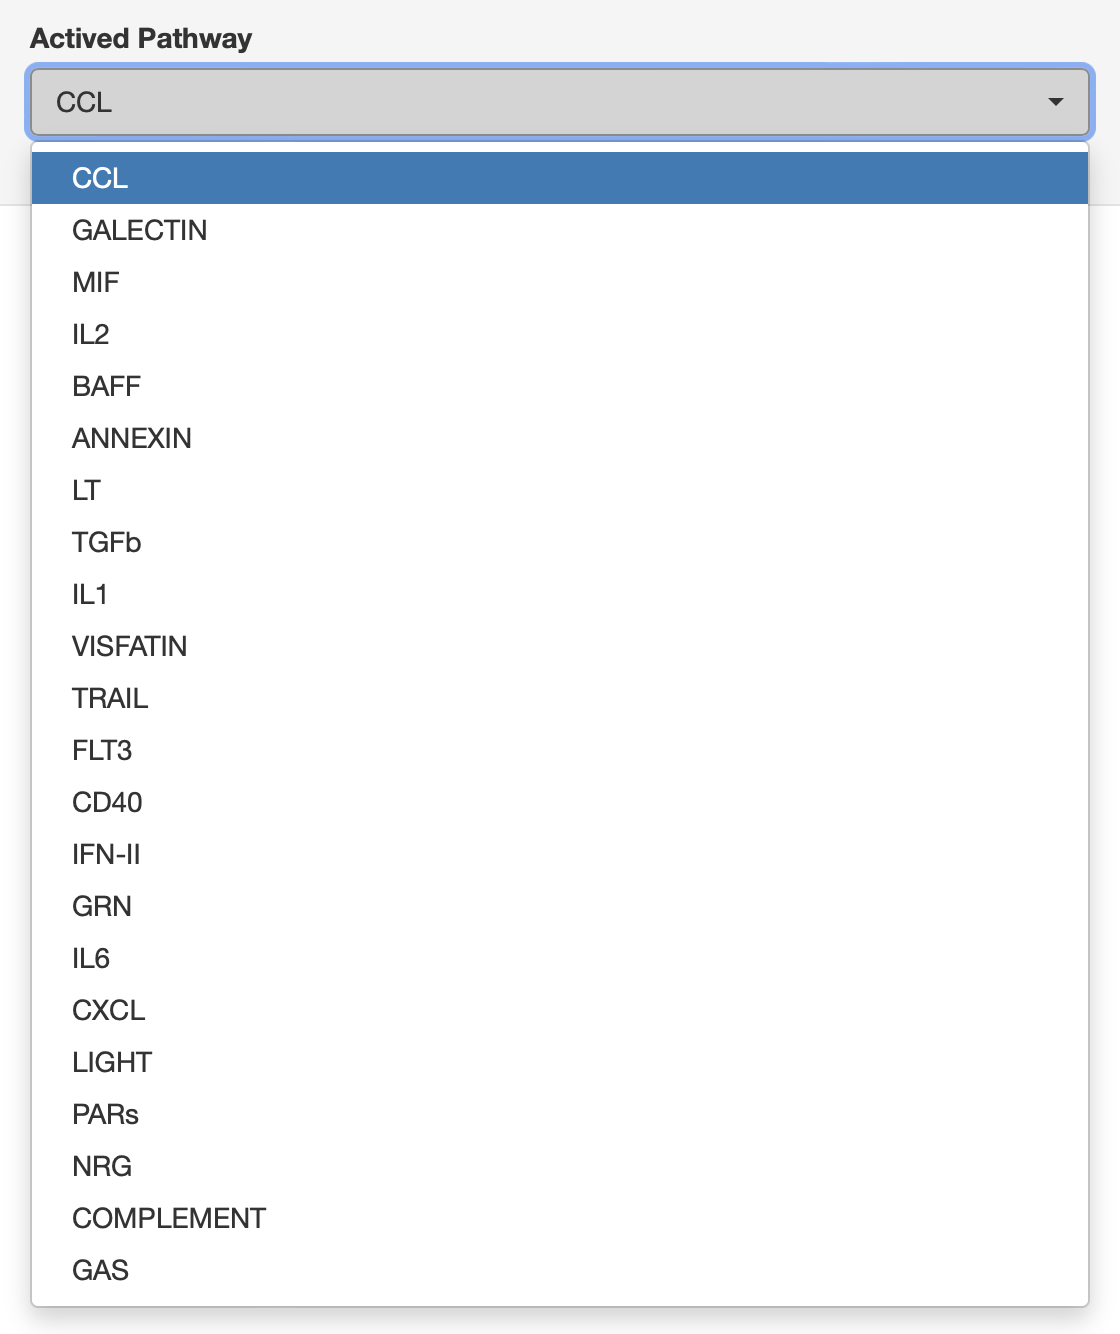 Actived Pathway
CCL
CCL
GALECTIN
MIF
IL2
BAFF
ANNEXIN
LT
TGFb
IL1
VISFATIN
TRAIL
FLT3
CD40
IFN-II
GRN
IL6
CXCL
LIGHT
PARs
NRG
COMPLEMENT
GAS